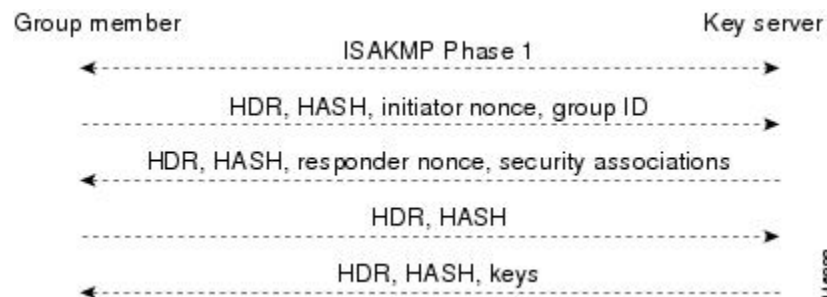 Group member
Key server
ISAKMP Phase 1
HDR, HASH, initiator nonce, group ID
HDR, HASH, responder nonce, security associations
HDR, HASH
HDR, HASH, keys